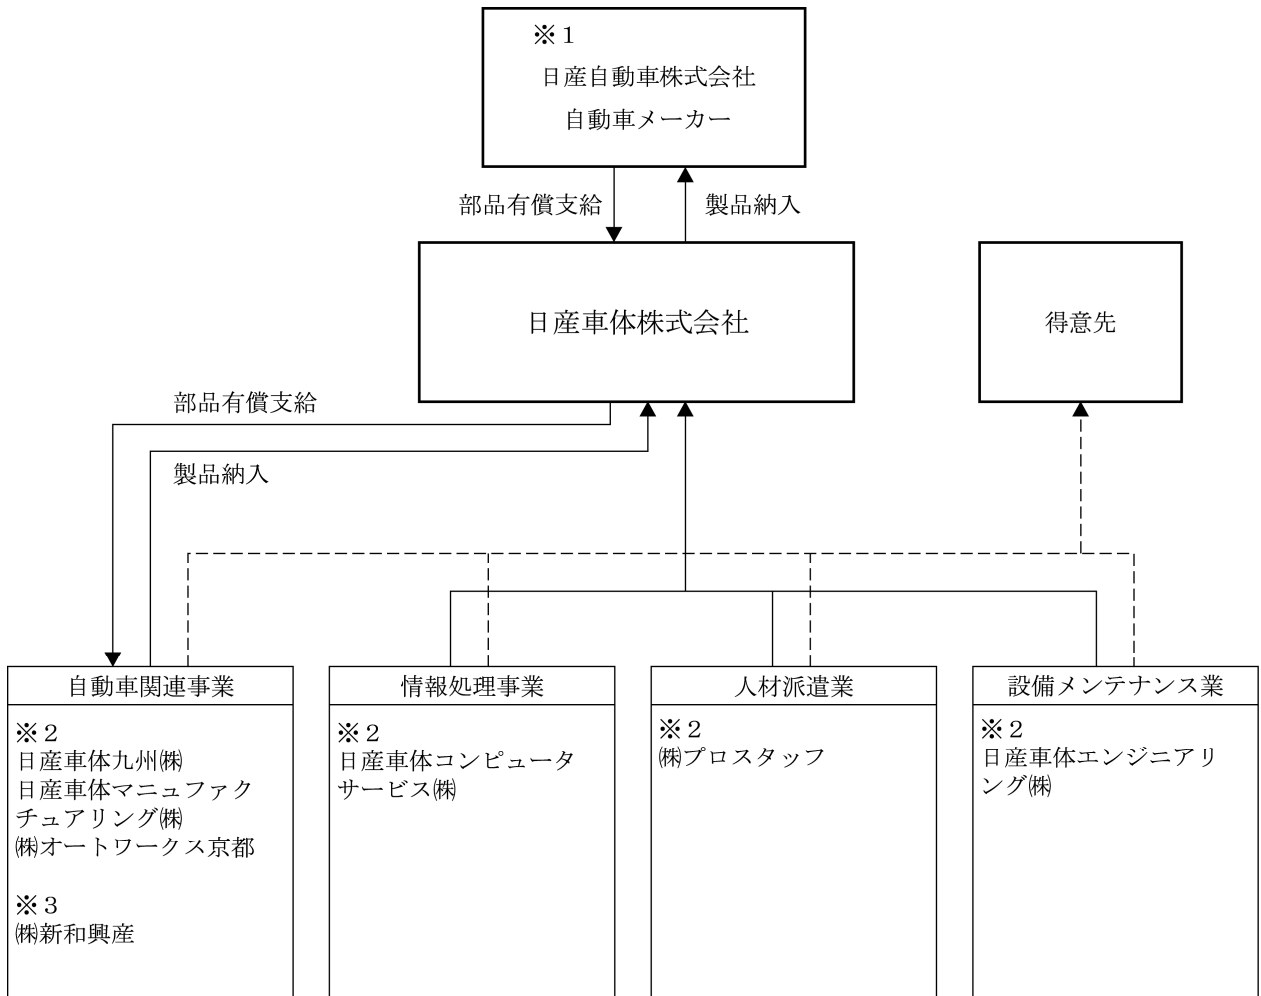 ※１
日産自動車株式会社
自動車メーカー
部品有償支給
製品納入
日産車体株式会社
得意先
部品有償支給
製品納入
自動車関連事業
※２
日産車体九州㈱
日産車体マニュファク
チュアリング㈱
㈱オートワークス京都
※３
㈱新和興産
情報処理事業
※２
日産車体コンピュータ
サービス㈱
人材派遣業
※２
㈱プロスタッフ
設備メンテナンス業
※２
日産車体エンジニアリ
ング㈱